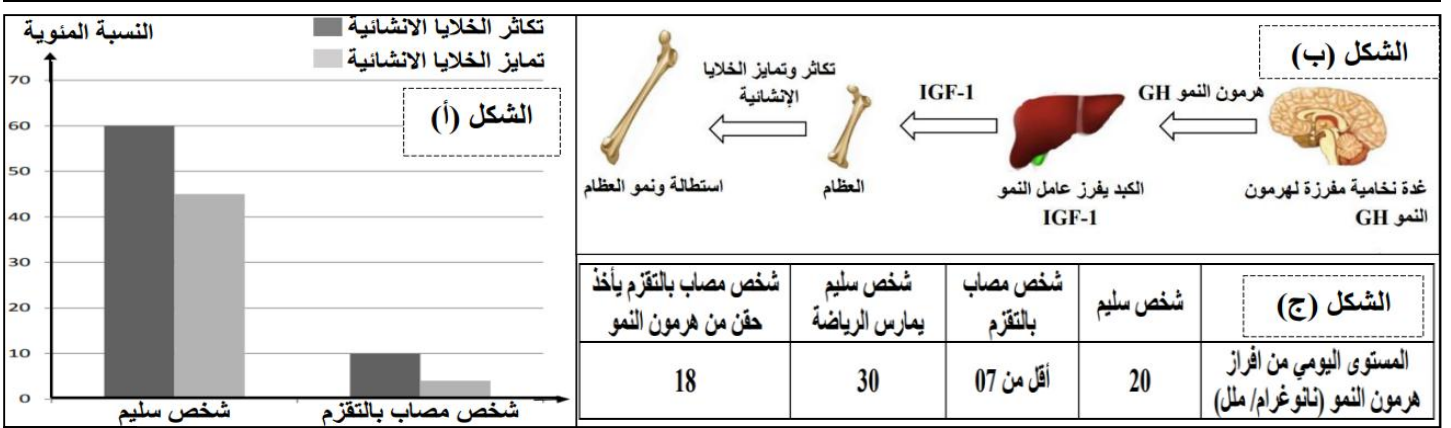 النسبة المئوية
تكاثر الخلايا الانشائية
تمايز الخلايا الانشائية
الشكل (أ)
70
60
50
40
30
20
10
0
شخص سليم
شخص مصاب بالتقزم
الشكل (ب)
هرمون النمو GH
IGF-1
تكاثر وتمايز الخلايا
الإنشائية
غدة نخامية مفرزة لهرمون
النمو GH
الكبد يفرز عامل النمو
IGF-1
العظام
استطالة ونمو العظام
الشكل (ج)
شخص سليم
شخص مصاب
بالتقزم
شخص سليم
يمارس الرياضة
شخص مصاب بالتقزم يأخذ
حقن من هرمون النمو
المستوى اليومي من افراز
هرمون النمو (نانوغرام/ ملل)
20
أقل من 07
30
18